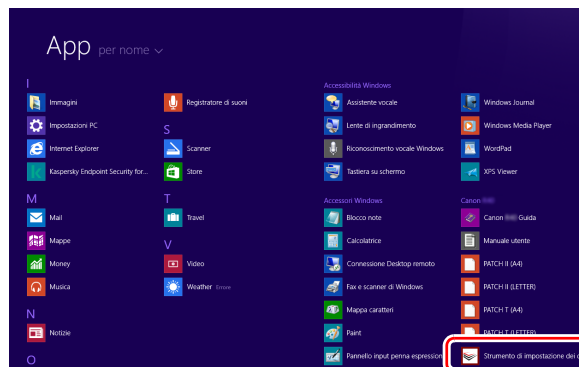 App per nome
I
Immagini
Impostazioni PC
Internet Explorer
Kaspersky Endpoint Security for...
M
Mail
Mappe
Money
Musica
N
Notizie
O
Registratore di suoni
S
Scanner
Store
T
Travel
V
Video
Weather Errore
Accessibilità Windows
Assistente vocale
Lente di ingrandimento
Riconoscimento vocale Windows
Tastiera su schermo
Accessori Windows
Blocco note
Calcolatrice
Connessione Desktop remoto
Fax e scanner di Windows
Mappa caratteri
Paint
Pannello input penna espression
Windows Journal
Windows Media Player
WordPad
XPS Viewer
Canon
Canon Guida
Manuale utente
PATCH II (A4)
PATCH II (LETTER)
PATCH T (A4)
PATCH T (LETTER)
Strumento di impostazione dei